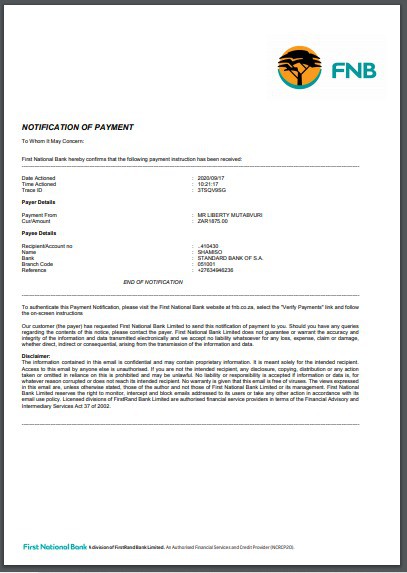 FNB
NOTIFICATION OF PAYMENT
To Whom It May Concern:
First National Bank hereby confirms that the following payment instruction has been received:
Date Actioned : 2020/09/17
Time Actioned : 10:21:17
Trace ID : 3TSQV9SG
Payer Details
Payment From : MR LIBERTY MUTABVURI
Cur/Amount : ZAR1875.00
Payee Details
Recipient/Account no : ..410430
Name : SHAMISO
Bank : STANDARD BANK OF S.A.
Branch Code : 051001
Reference : +27634946236
END OF NOTIFICATION
To authenticate this Payment Notification, please visit the First National Bank website at fnb.co.za, select the "Verify Payments" link and follow
the on-screen instructions
Our customer (the payer) has requested First National Bank Limited to send this notification of payment to you. Should you have any queries
regarding the contents of this notice, please contact the payer. First National Bank Limited does not guarantee or warrant the accuracy and
integrity of the information and data transmitted electronically and we accept no liability whatsoever for any loss, expense, claim or damage,
whether direct, indirect or consequential, arising from the transmission of the information and data.
Disclaimer:
The information contained in this email is confidential and may contain proprietary information. It is meant solely for the intended recipient.
Access to this email by anyone else is unauthorised. If you are not the intended recipient, any disclosure, copying, distribution or any action
taken or omitted in reliance on this is prohibited and may be unlawful. No liability or responsibility is accepted if information or data is, for
whatever reason corrupted or does not reach its intended recipient. No warranty is given that this email is free of viruses. The views expressed
in this email are, unless otherwise stated, those of the author and not those of First National Bank Limited or its management. First National
Bank Limited reserves the right to monitor, intercept and block emails addressed to its users or take any other action in accordance with its
email use policy. Licensed divisions of FirstRand Bank Limited are authorised financial service providers in terms of the Financial Advisory and
Intermediary Services Act 37 of 2002.
First National Bank a division of FirstRand Bank Limited. An Authorised Financial Services and Credit Provider (NCRCP20).